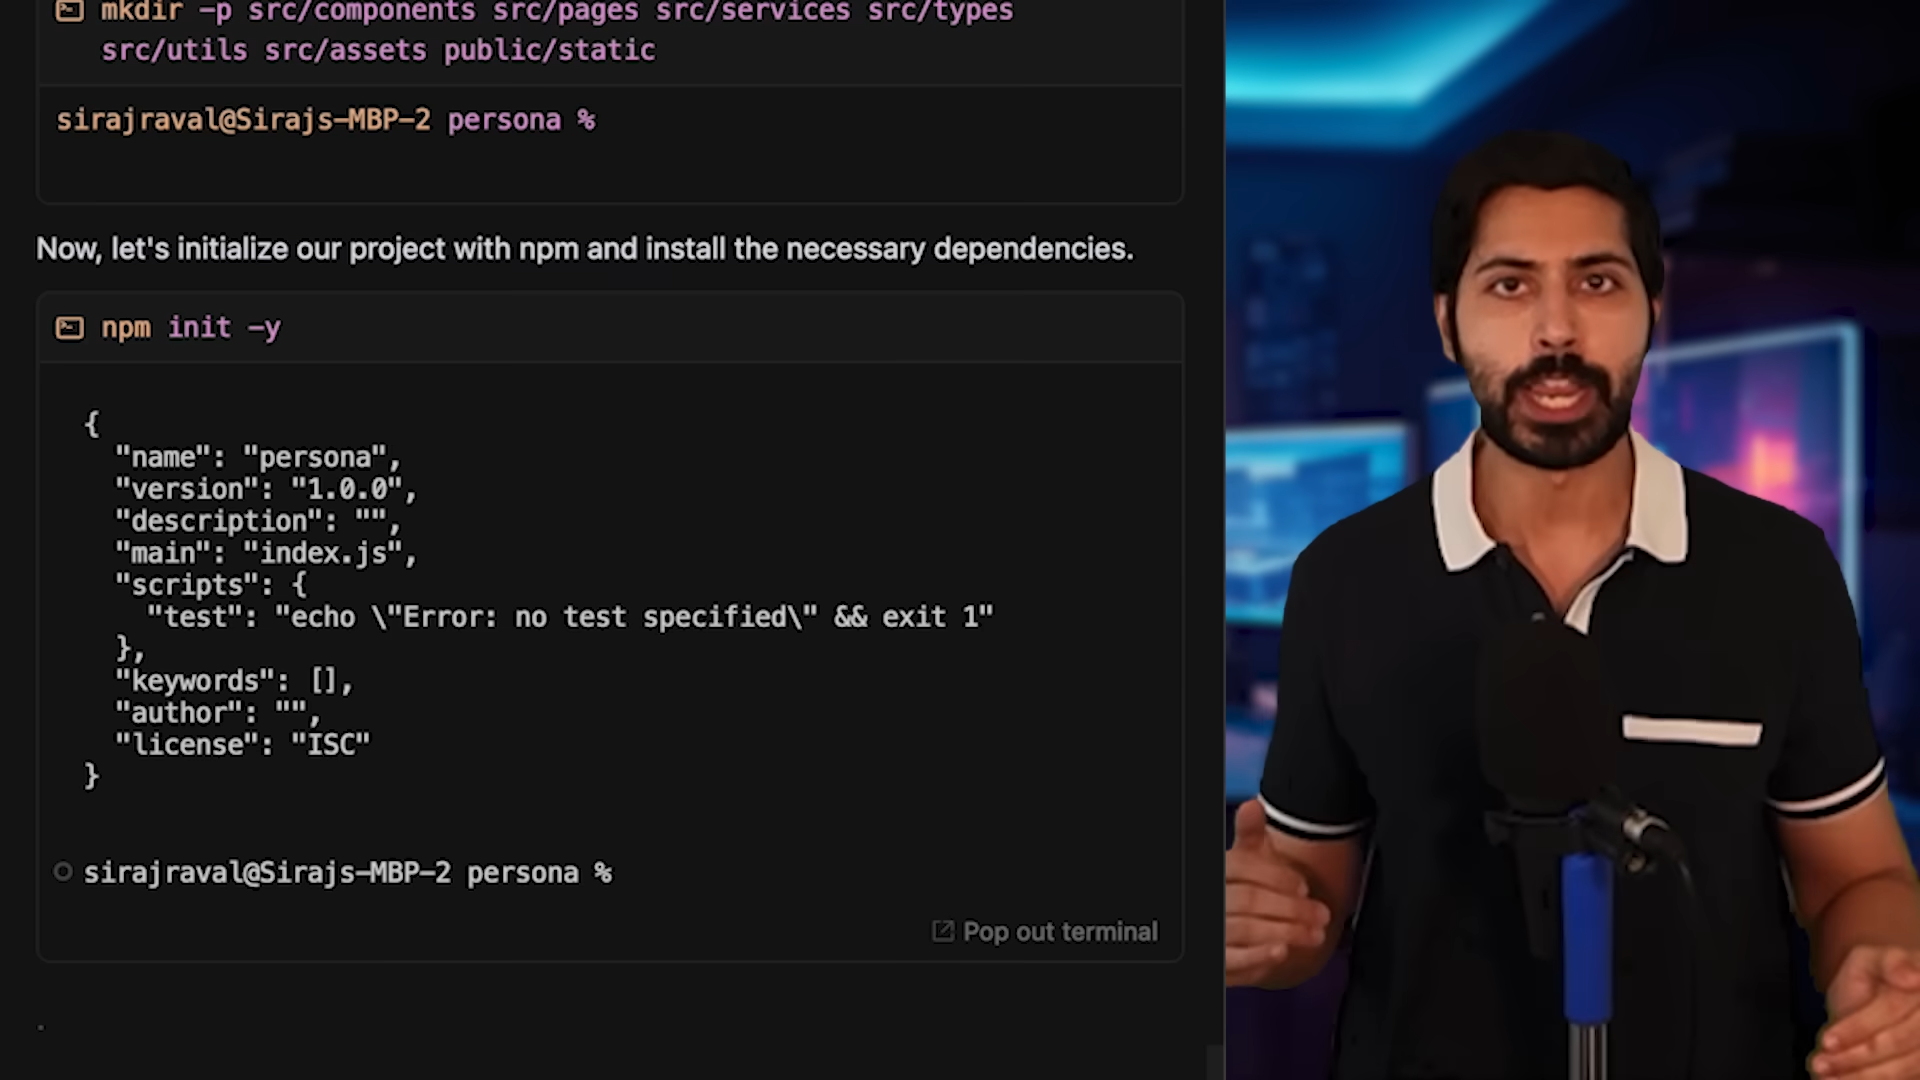 mkdir -p src/components src/pages src/services src/types
src/utils src/assets public/static
sirajraval@Sirajs-MBP-2 persona %
Now, let's initialize our project with npm and install the necessary dependencies.
npm init -y
{
"name": "persona",
"version": "1.0.0",
"description": "",
"main": "index.js",
"scripts": {
"test": "echo \"Error: no test specified\" && exit 1"
},
"keywords": [],
"author": "",
"license": "ISC"
}
sirajraval@Sirajs-MBP-2 persona %
Pop out terminal